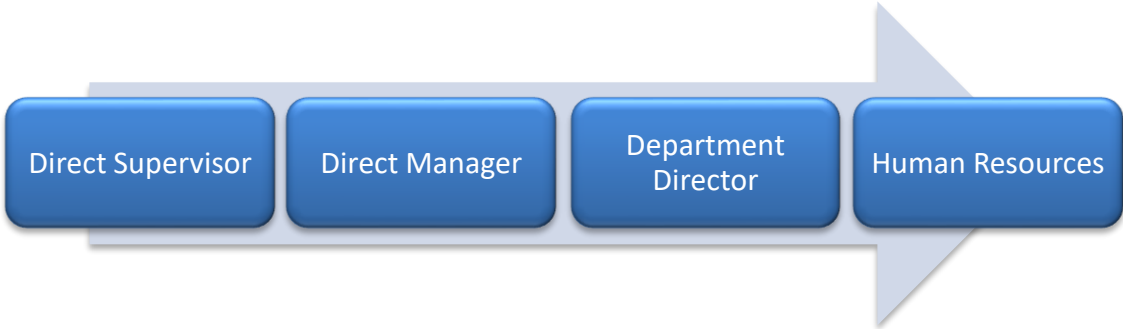 Direct Supervisor
Direct Manager
Department
Director
Human Resources